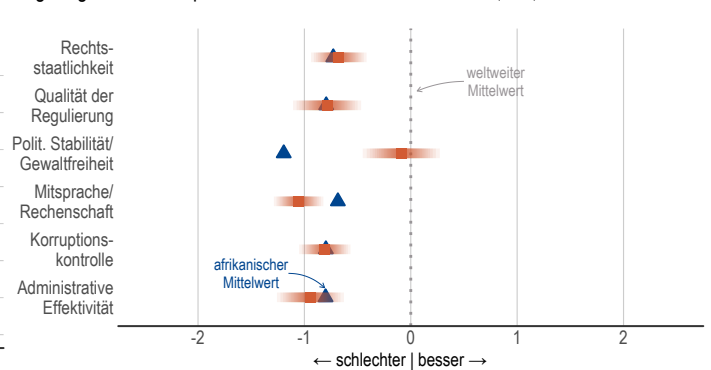 Rechts-
staatlichkeit
weltweiter
Mittelwert
Qualität der
Regulierung
Polit. Stabilität/
Gewaltfreiheit
Mitsprache/
Rechenschaft
Korruptions-
kontrolle
afrikanischer
Mittelwert
Administrative
Effektivität
-2 -1 0 1 2
← schlechter | besser →